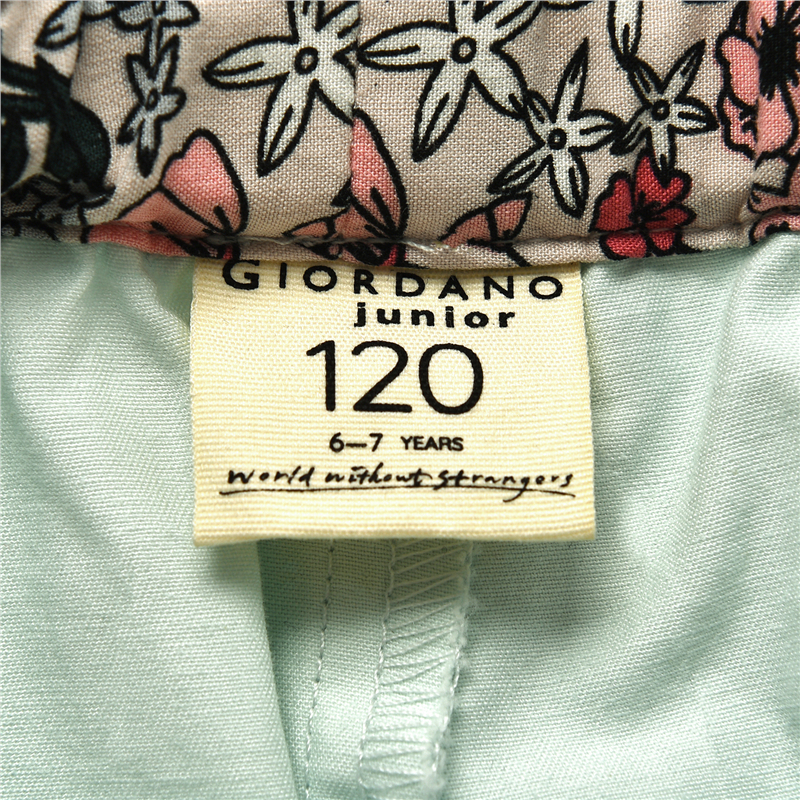 GIORDANO
junior
120
6–7 YEARS
World without strangers